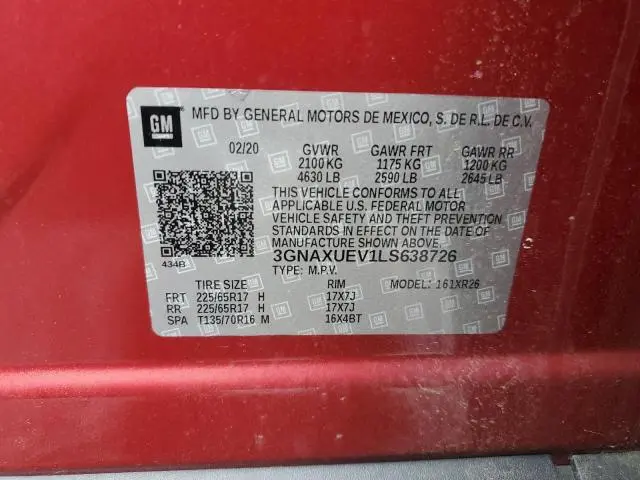 GM
MFD BY GENERAL MOTORS DE MEXICO, S. DE R.L. DE C.V.
02/20 GVWR GAWR FRT GAWR RR
2100 KG 1175 KG 1200 KG
4630 LB 2590 LB 2645 LB
THIS VEHICLE CONFORMS TO ALL
APPLICABLE U.S. FEDERAL MOTOR
VEHICLE SAFETY AND THEFT PREVENTION
STANDARDS IN EFFECT ON THE DATE OF
MANUFACTURE SHOWN ABOVE.
3GNAXUEV1LS638726
434B
TYPE: M.P.V.
TIRE SIZE RIM MODEL: 161XR26
FRT 225/65R17 H 17X7J
RR 225/65R17 H 17X7J
SPA T135/70R16 M 16X4BT